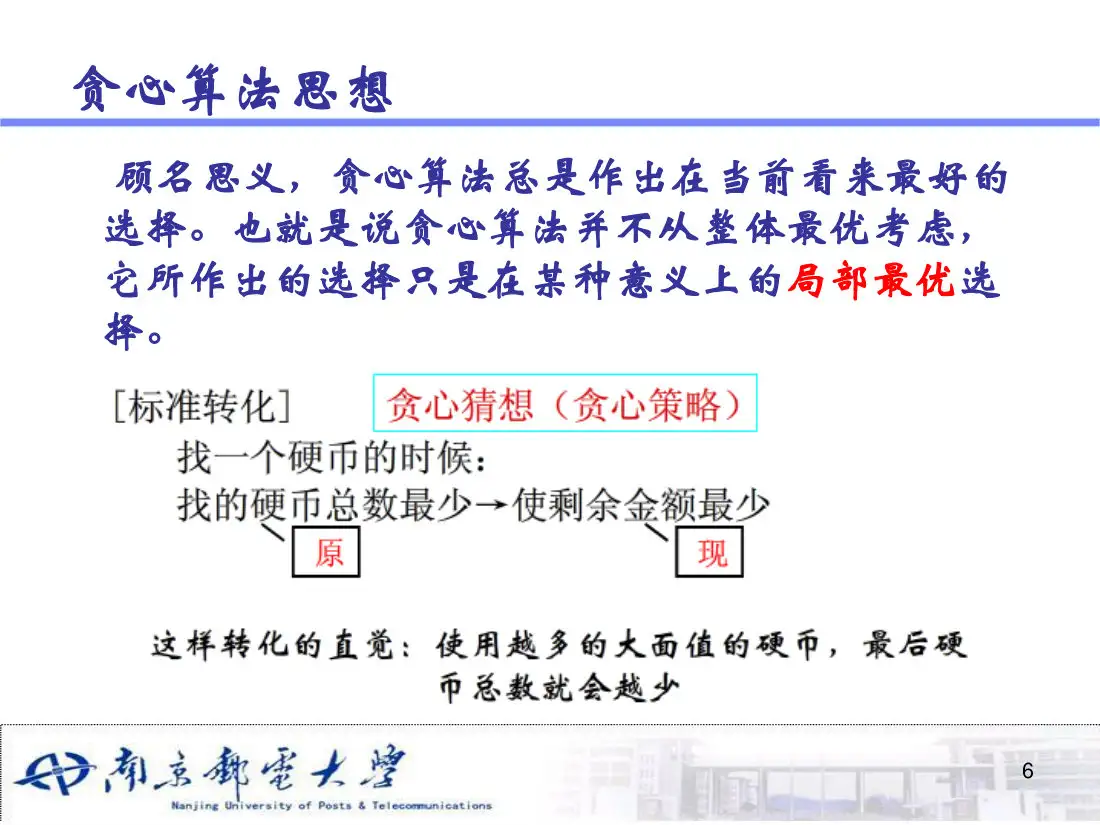 贪心算法思想
顾名思义，贪心算法总是作出在当前看来最好的
选择。也就是说贪心算法并不从整体最优考虑，
它所作出的选择只是在某种意义上的局部最优选
择。
[标准转化] 贪心猜想（贪心策略）
找一个硬币的时候：
找的硬币总数最少→使剩余金额最少
原 现
这样转化的直觉：使用越多的大面值的硬币，最后硬
币总数就会越少
南京郵電大學
Nanjing University of Posts & Telecommunications
6